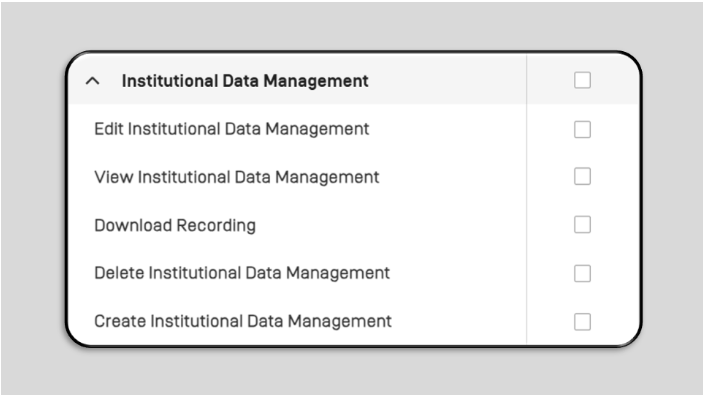 Institutional Data Management
Edit Institutional Data Management
View Institutional Data Management
Download Recording
Delete Institutional Data Management
Create Institutional Data Management